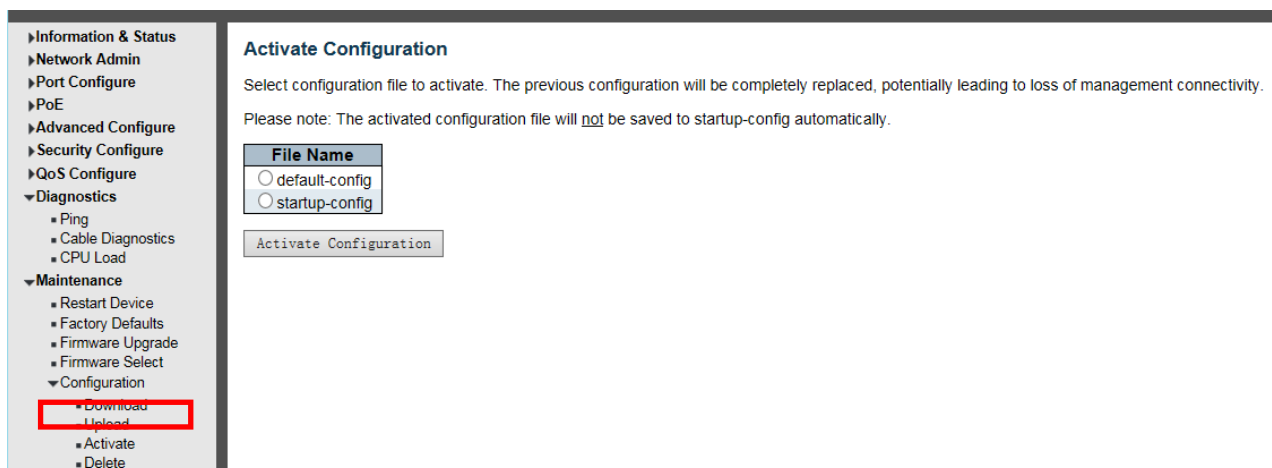 Information & Status
Network Admin
Port Configure
PoE
Advanced Configure
Security Configure
QoS Configure
Diagnostics
Ping
Cable Diagnostics
CPU Load
Maintenance
Restart Device
Factory Defaults
Firmware Upgrade
Firmware Select
Configuration
Download
Upload
Activate
Delete
Activate Configuration
Select configuration file to activate. The previous configuration will be completely replaced, potentially leading to loss of management connectivity.
Please note: The activated configuration file will not be saved to startup-config automatically.
File Name
default-config
startup-config
Activate Configuration